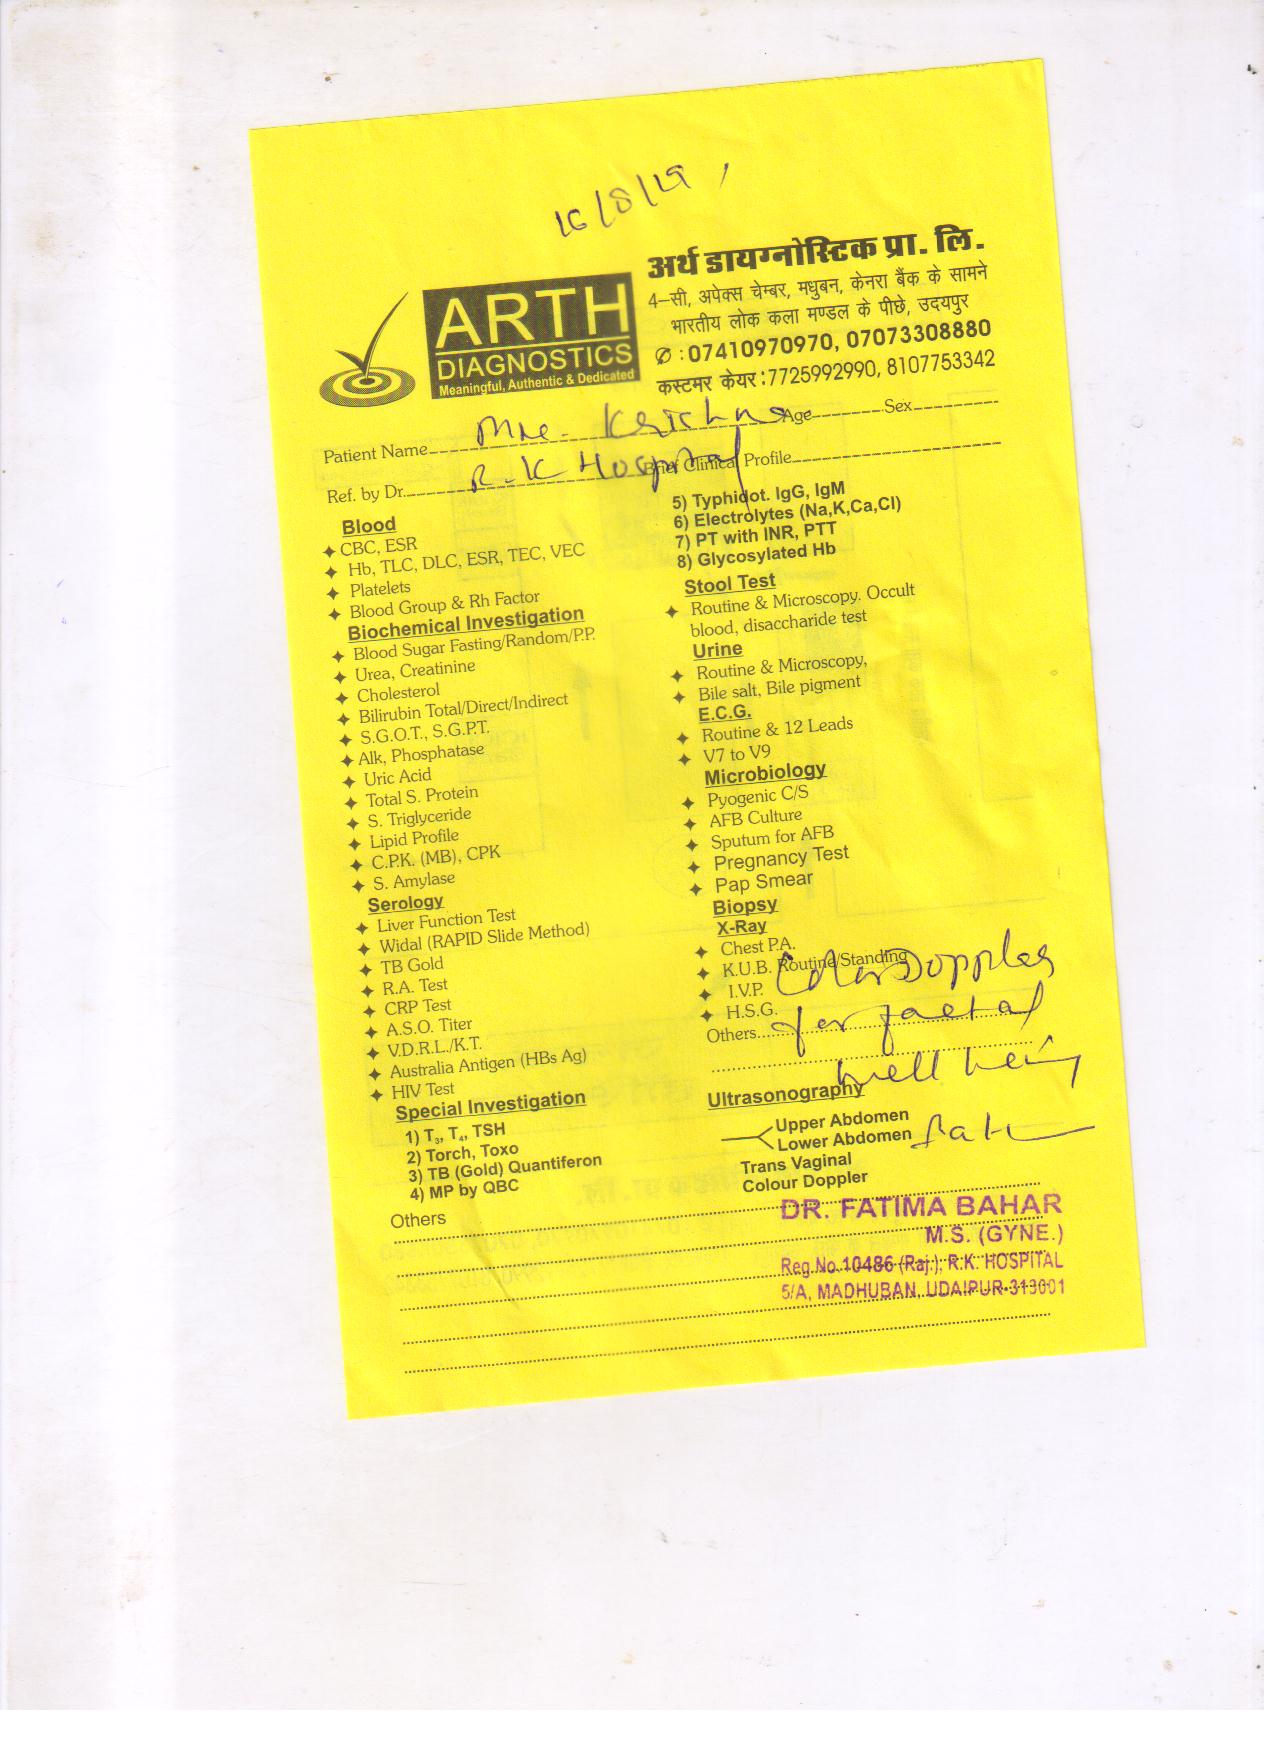 16/8/19
अर्थ डायग्नोस्टिक प्रा. लि.
4–सी, अपेक्स चेम्बर, मधुबन, केनरा बैंक के सामने
भारतीय लोक कला मण्डल के पीछे, उदयपुर
✆ : 07410970970, 07073308880
कस्टमर केयर : 7725992990, 8107753342
ARTH
DIAGNOSTICS
Meaningful, Authentic & Dedicated
Patient Name Mrs. Krishna Age Sex
Ref. by Dr. R.K Hospital Brief Clinical Profile
Blood
CBC, ESR
Hb, TLC, DLC, ESR, TEC, VEC
Platelets
Blood Group & Rh Factor
Biochemical Investigation
Blood Sugar Fasting/Random/P.P.
Urea, Creatinine
Cholesterol
Bilirubin Total/Direct/Indirect
S.G.O.T., S.G.P.T.
Alk, Phosphatase
Uric Acid
Total S. Protein
S. Triglyceride
Lipid Profile
C.P.K. (MB), CPK
S. Amylase
Serology
Liver Function Test
Widal (RAPID Slide Method)
TB Gold
R.A. Test
CRP Test
A.S.O. Titer
V.D.R.L./K.T.
Australia Antigen (HBs Ag)
HIV Test
Special Investigation
1) T3, T4, TSH
2) Torch, Toxo
3) TB (Gold) Quantiferon
4) MP by QBC
Others
5) Typhidot. IgG, IgM
6) Electrolytes (Na,K,Ca,Cl)
7) PT with INR, PTT
8) Glycosylated Hb
Stool Test
Routine & Microscopy. Occult
blood, disaccharide test
Urine
Routine & Microscopy,
Bile salt, Bile pigment
E.C.G.
Routine & 12 Leads
V7 to V9
Microbiology
Pyogenic C/S
AFB Culture
Sputum for AFB
Pregnancy Test
Pap Smear
Biopsy
X-Ray
Chest P.A.
K.U.B. Routine/Standing
I.V.P.
H.S.G.
Others
Color Doppler
for faetal
well being
Ultrasonography
Upper Abdomen
Lower Abdomen
Trans Vaginal
Colour Doppler
DR. FATIMA BAHAR
M.S. (GYNE.)
Reg.No.10486 (Raj.), R.K. HOSPITAL
5/A, MADHUBAN, UDAIPUR-313001